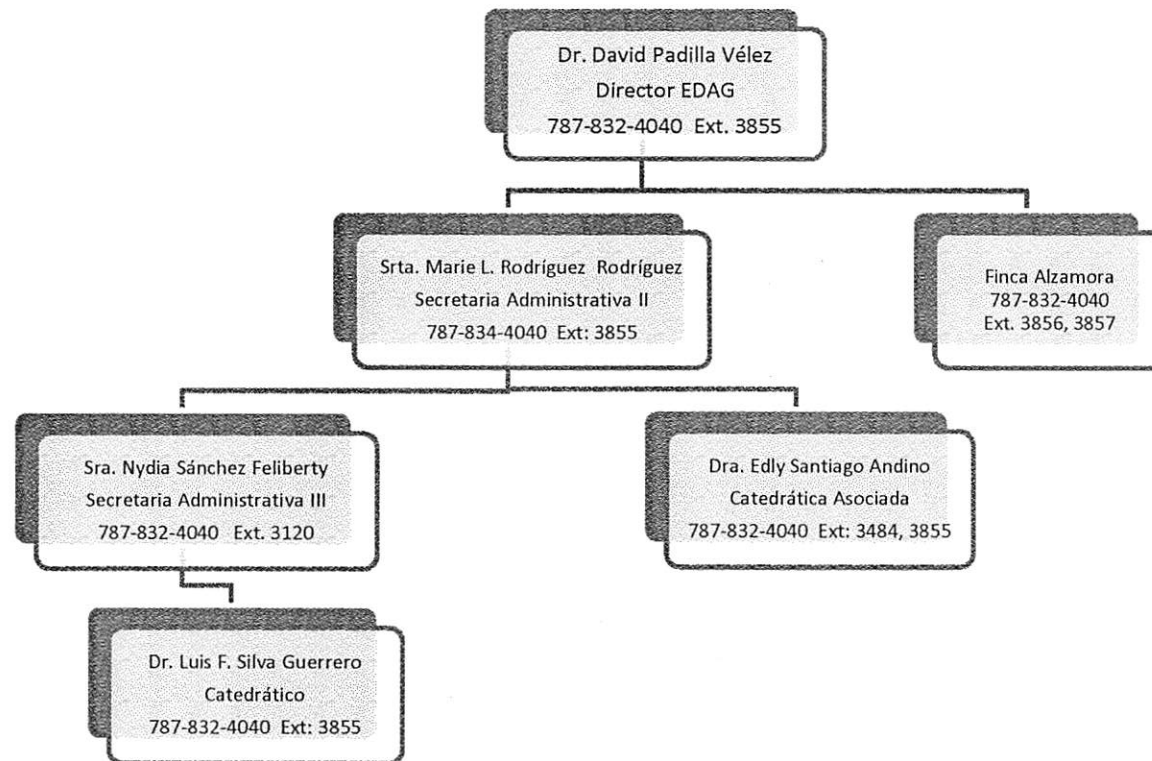 Dr. David Padilla Vélez
Director EDAG
787-832-4040 Ext. 3855
Srta. Marie L. Rodríguez Rodríguez
Secretaria Administrativa II
787-834-4040 Ext: 3855
Finca Alzamora
787-832-4040
Ext. 3856, 3857
Sra. Nydia Sánchez Feliberty
Secretaria Administrativa III
787-832-4040 Ext. 3120
Dra. Edly Santiago Andino
Catedrática Asociada
787-832-4040 Ext: 3484, 3855
Dr. Luis F. Silva Guerrero
Catedrático
787-832-4040 Ext: 3855